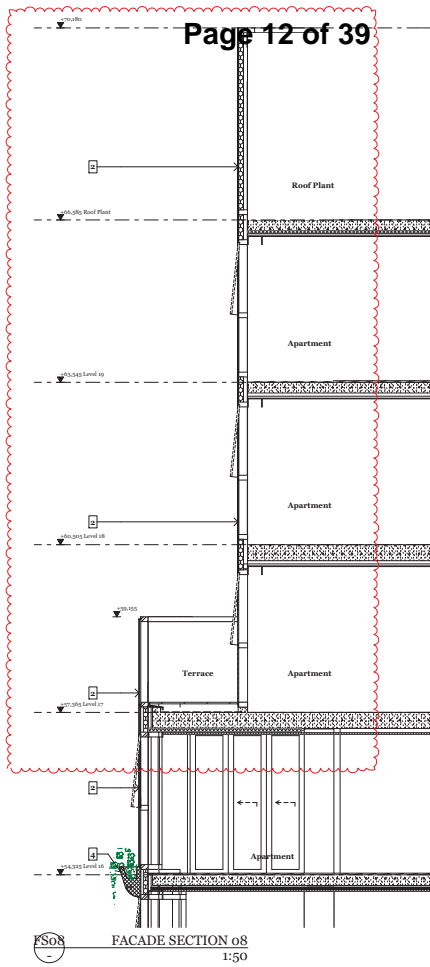 Page 12 of 39
+70,180
12
Roof Plant
+66,585 Roof Plant
Apartment
+63,545 Level 19
Apartment
12
+60,505 Level 18
+59,155
Terrace
Apartment
12
+57,365 Level 17
12
4
Apartment
+54,325 Level 16
FS08
-
FACADE SECTION 08
1:50